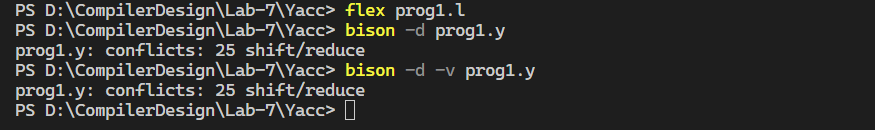 PS D:\CompilerDesign\Lab-7\Yacc> flex prog1.l
PS D:\CompilerDesign\Lab-7\Yacc> bison -d prog1.y
prog1.y: conflicts: 25 shift/reduce
PS D:\CompilerDesign\Lab-7\Yacc> bison -d -v prog1.y
prog1.y: conflicts: 25 shift/reduce
PS D:\CompilerDesign\Lab-7\Yacc>